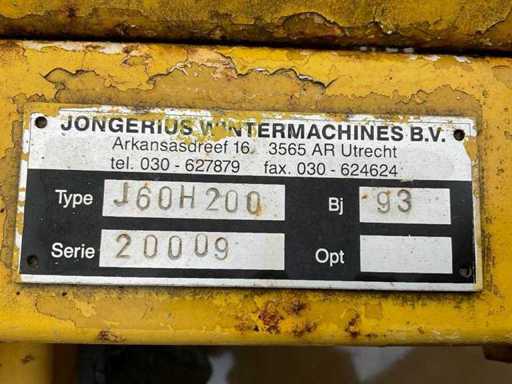 JONGERIUS WINTERMACHINES B.V.
Arkansasdreef 16. 3565 AR Utrecht
tel. 030 - 627879 fax. 030 - 624624
Type J60H200 Bj 93
Serie 20009 Opt